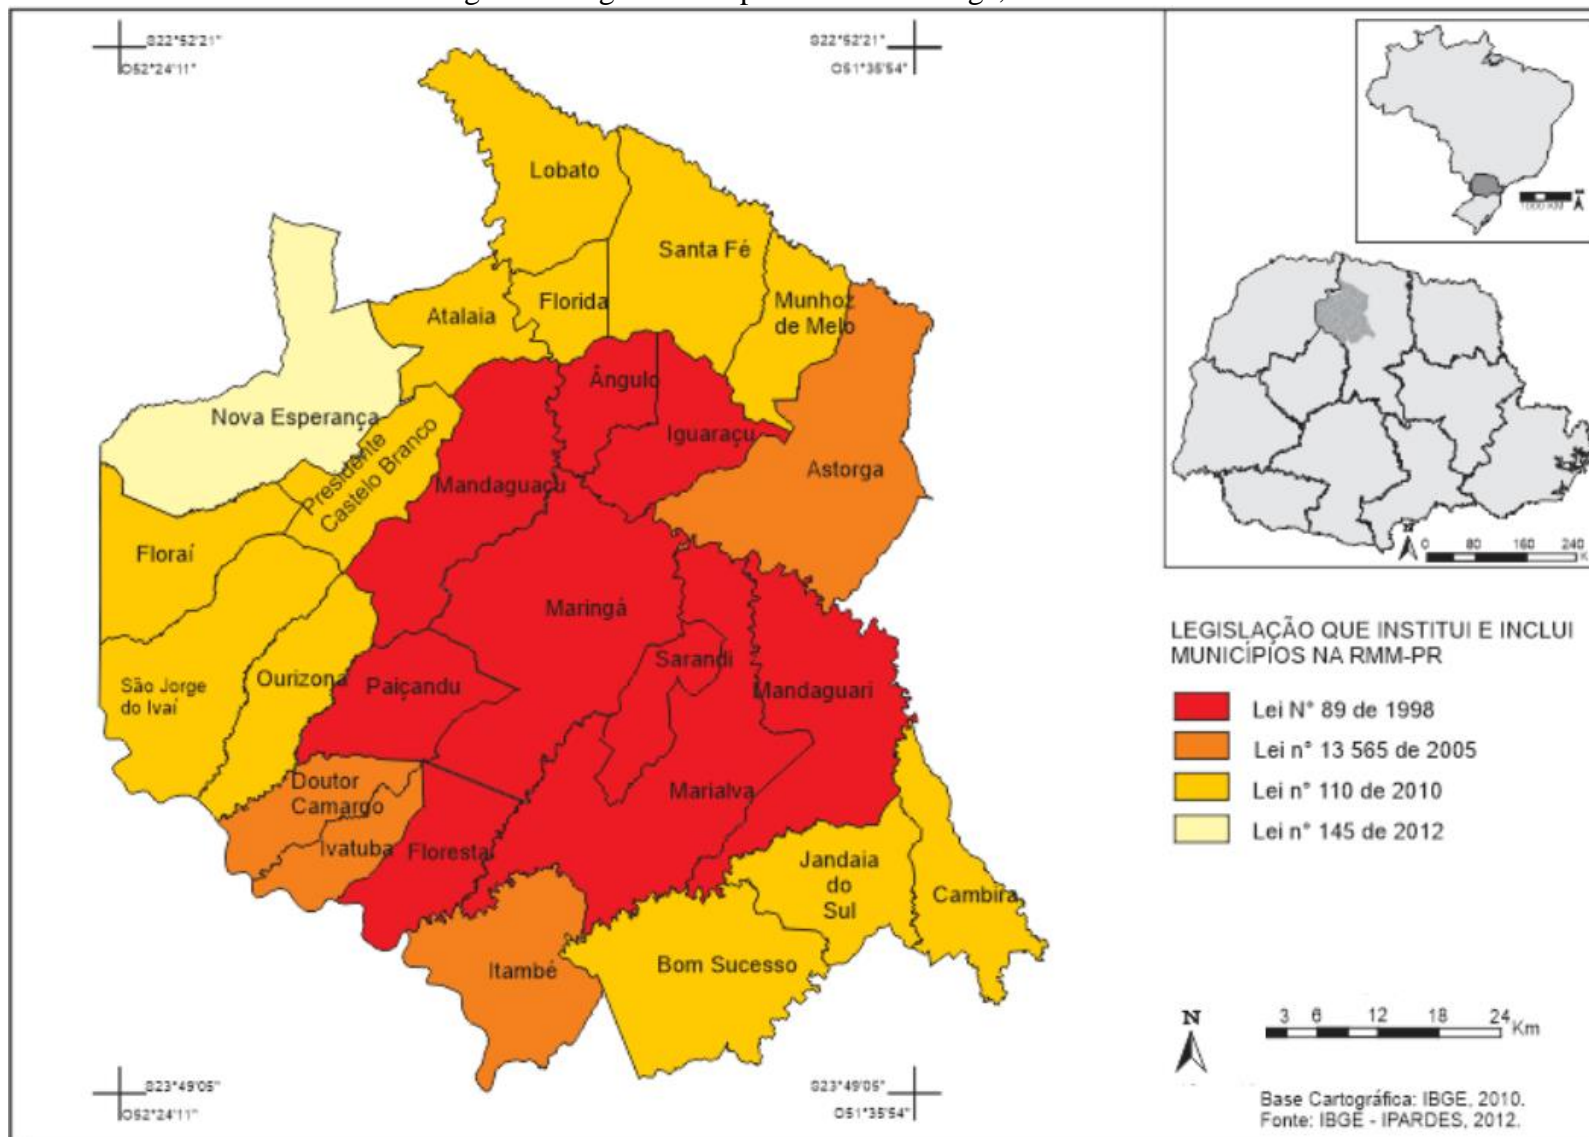 S22°52'21"
O52°24'11"
S22°52'21"
O51°35'54"
Lobato
Santa Fé
Munhoz
de Melo
Florida
Atalaia
Ângulo
Iguaraçu
Astorga
Nova Esperança
Presidente
Castelo Branco
Mandaguaçu
Floraí
Maringá
Sarandi
Mandaguari
São Jorge
do Ivaí
Ourizona
Paiçandu
Marialva
Doutor
Camargo
Ivatuba
Floresta
Jandaia
do
Sul
Cambira
Itambé
Bom Sucesso
S23°49'05"
O52°24'11"
S23°49'05"
O51°35'54"
N
0 80 160 240
LEGISLAÇÃO QUE INSTITUI E INCLUI
MUNICÍPIOS NA RMM-PR
Lei N° 89 de 1998
Lei n° 13 565 de 2005
Lei n° 110 de 2010
Lei n° 145 de 2012
N
3 6 12 18 24 Km
Base Cartográfica: IBGE, 2010.
Fonte: IBGE - IPARDES, 2012.